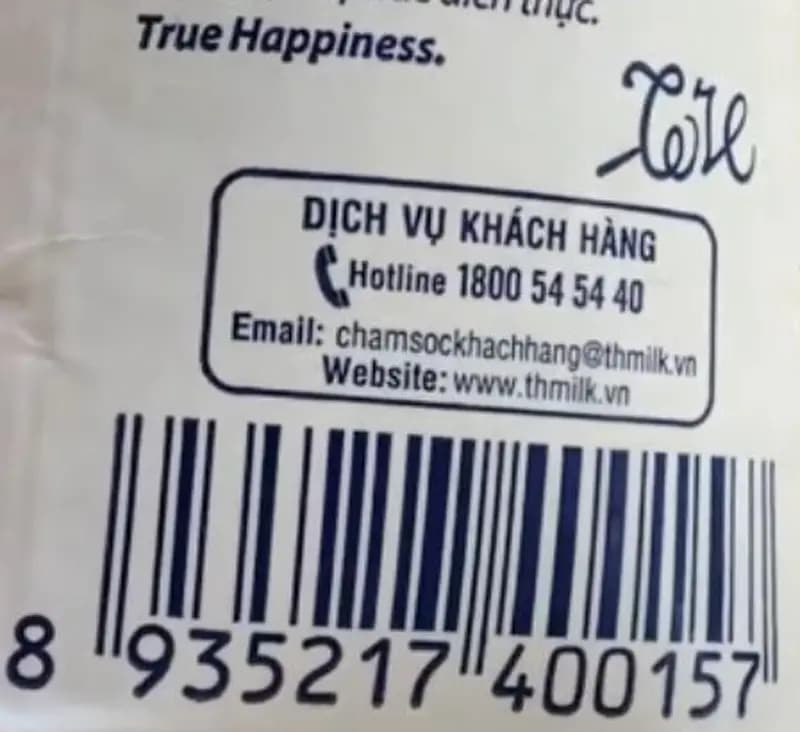 thực.
True Happiness.
DỊCH VỤ KHÁCH HÀNG
Hotline 1800 54 54 40
Email: chamsockhachhang@thmilk.vn
Website: www.thmilk.vn
8 935217 400157